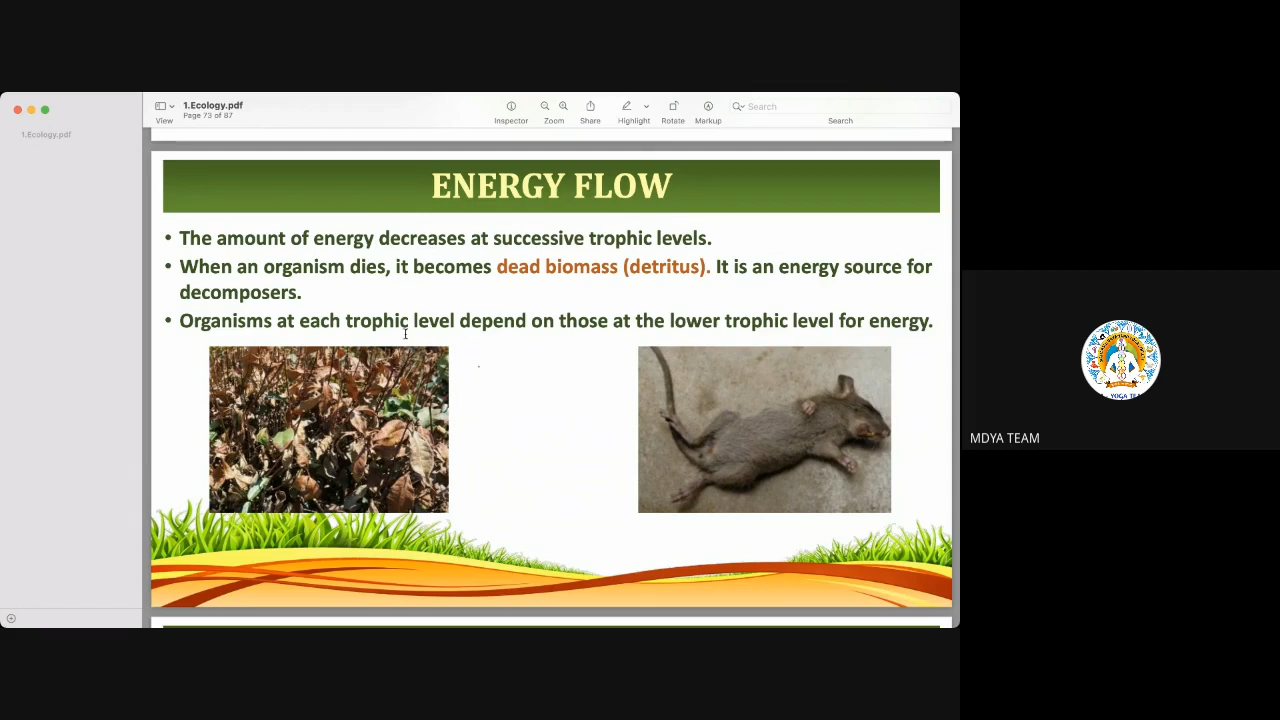 1.Ecology.pdf
Page 73 of 87
View
Inspector
Zoom
Share
Highlight
Rotate
Markup
Search
Search
1.Ecology.pdf
ENERGY FLOW
• The amount of energy decreases at successive trophic levels.
• When an organism dies, it becomes dead biomass (detritus). It is an energy source for
decomposers.
• Organisms at each trophic level depend on those at the lower trophic level for energy.
MDYA TEAM